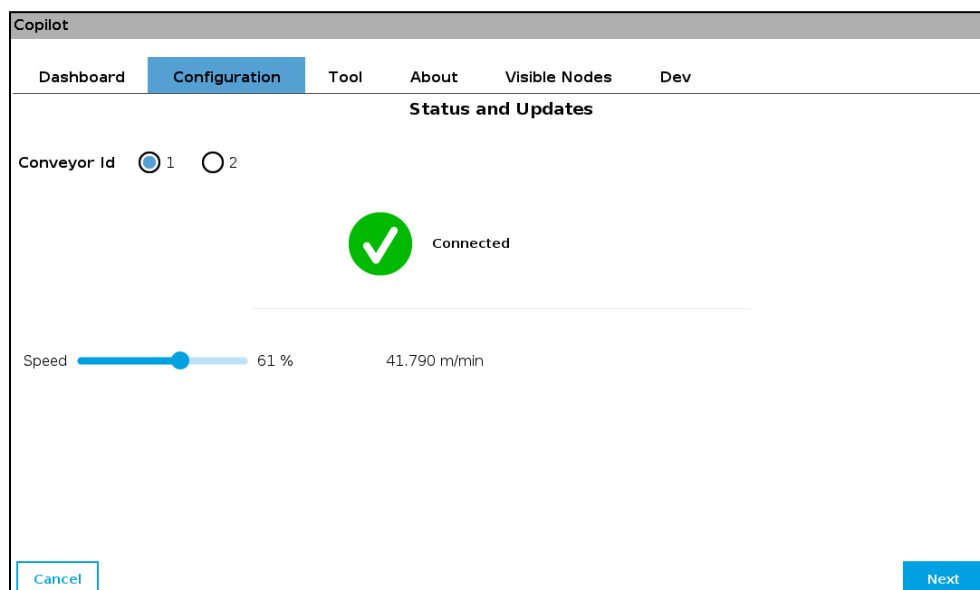 Copilot
Dashboard Configuration Tool About Visible Nodes Dev
Status and Updates
Conveyor Id 1 2
Connected
Speed 61 % 41.790 m/min
Cancel Next